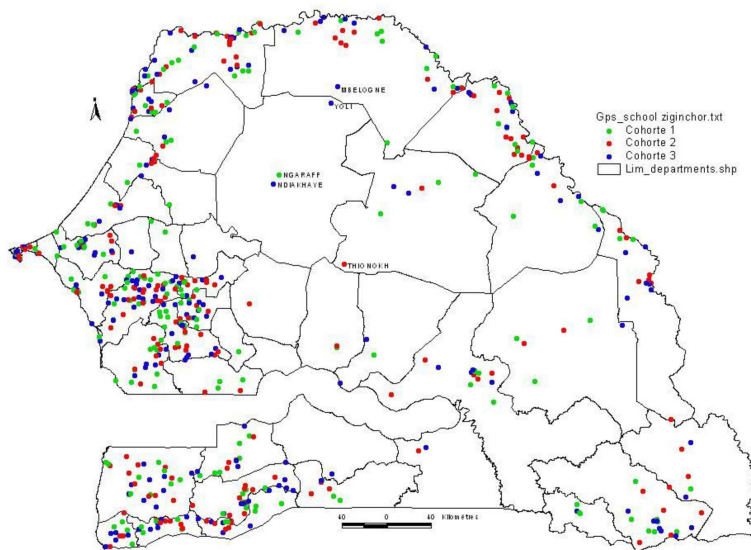 Gps_school ziginchor.txt
Cohorte 1
Cohorte 2
Cohorte 3
Lim_departments.shp
MBELOGNE
YOLI
NGARAFF
NDIAKHAYE
THIONOKH
40 0 40 Kilometres